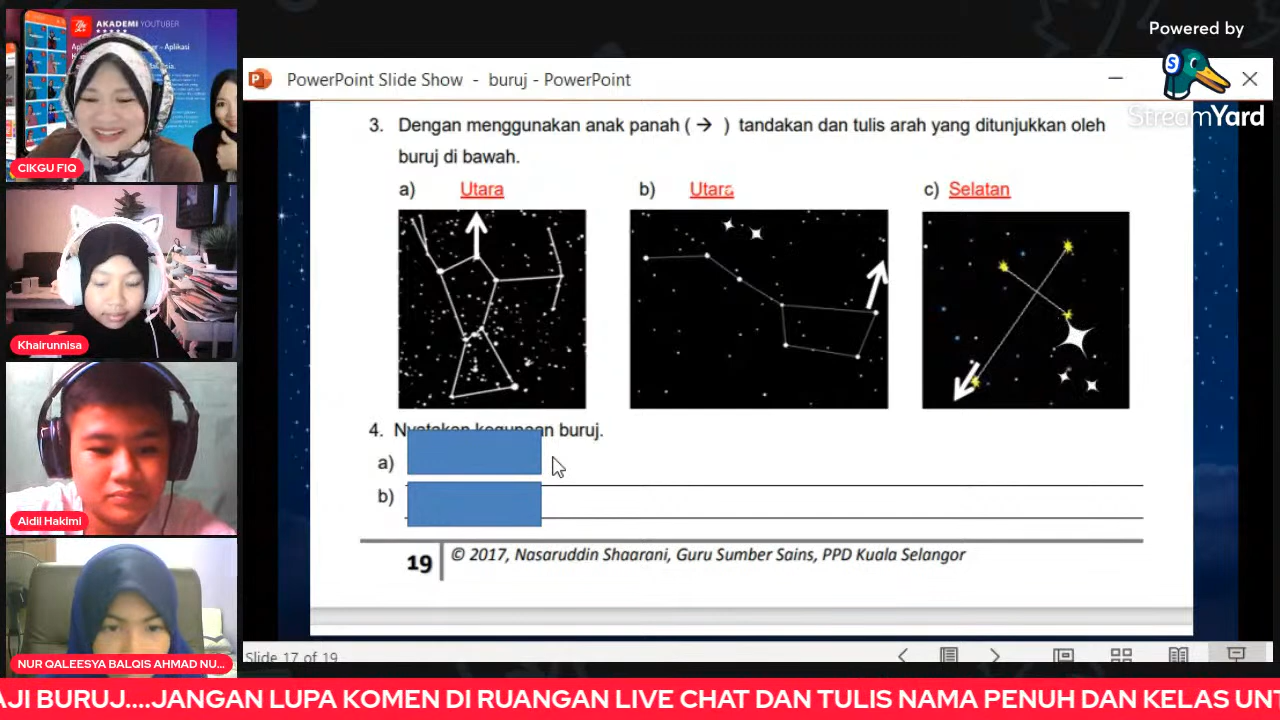 AKADEMI YOUTUBER
CIKGU FIQ
Khairunnisa
Aidil Hakimi
NUR QALEESYA BALQIS AHMAD NU...
Powered by
S
StreamYard
PowerPoint Slide Show - buruj - PowerPoint
3. Dengan menggunakan anak panah ( → ) tandakan dan tulis arah yang ditunjukkan oleh
buruj di bawah.
a) Utara
b) Utara
c) Selatan
4. Nyatakan kegunaan buruj.
a)
b)
19
© 2017, Nasaruddin Shaarani, Guru Sumber Sains, PPD Kuala Selangor
Slide 17 of 19
AJI BURUJ....JANGAN LUPA KOMEN DI RUANGAN LIVE CHAT DAN TULIS NAMA PENUH DAN KELAS UNT